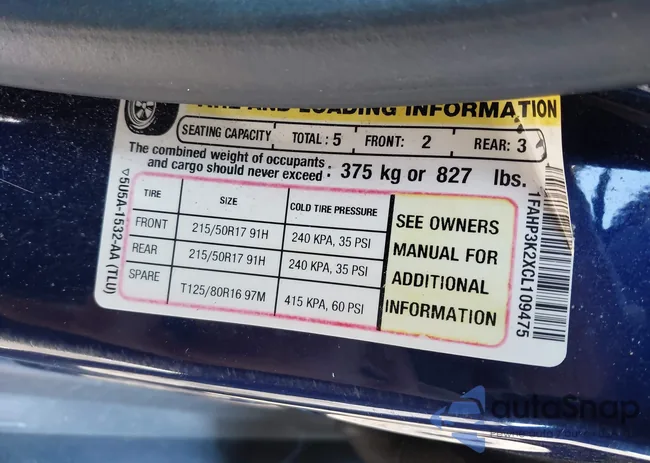 TIRE AND LOADING INFORMATION
SEATING CAPACITY TOTAL: 5 FRONT: 2 REAR: 3
The combined weight of occupants
and cargo should never exceed: 375 kg or 827 lbs.
TIRE SIZE COLD TIRE PRESSURE
FRONT 215/50R17 91H 240 KPA, 35 PSI
REAR 215/50R17 91H 240 KPA, 35 PSI
SPARE T125/80R16 97M 415 KPA, 60 PSI
SEE OWNERS
MANUAL FOR
ADDITIONAL
INFORMATION
5U5A-1532-AA (TLU)
1FAHP3K2XCL109475
autoSnap